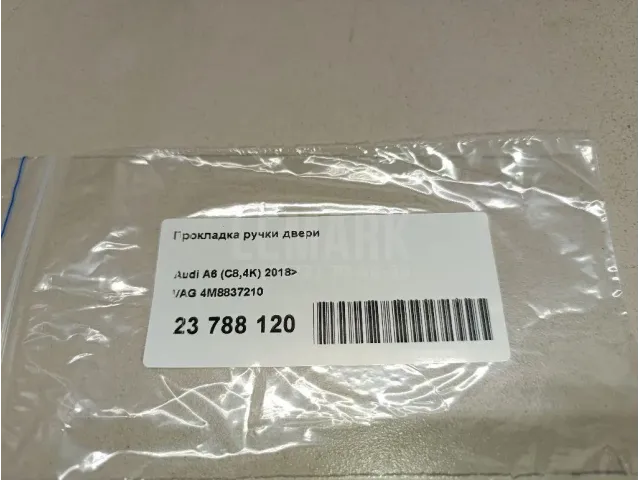 Прокладка ручки двери
Audi A6 (C8,4K) 2018>
VAG 4M8837210
23 788 120